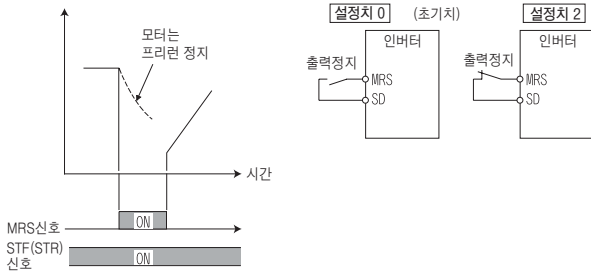 모터는
프리런 정지
시간
MRS신호
ON
STF(STR)
신호
ON
설정치 0 (초기치)
인버터
출력정지
MRS
SD
설정치 2
인버터
출력정지
MRS
SD